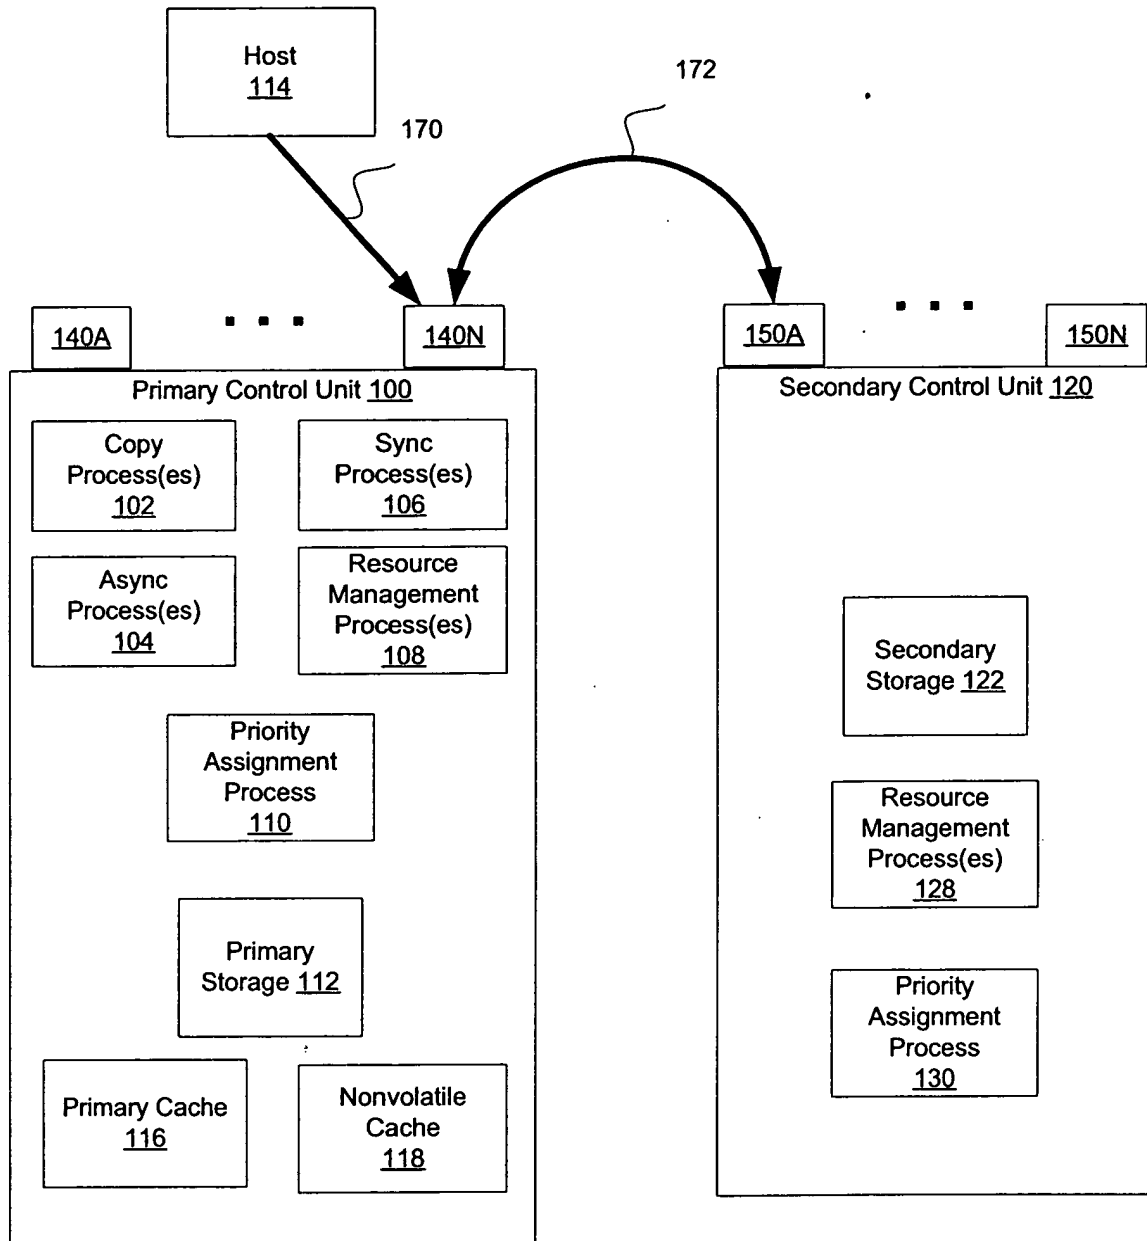 Host
114
170
172
140A
140N
150A
150N
Primary Control Unit 100
Copy
Process(es)
102
Sync
Process(es)
106
Async
Process(es)
104
Resource
Management
Process(es)
108
Priority
Assignment
Process
110
Primary
Storage 112
Primary Cache
116
Nonvolatile
Cache
118
Secondary Control Unit 120
Secondary
Storage 122
Resource
Management
Process(es)
128
Priority
Assignment
Process
130